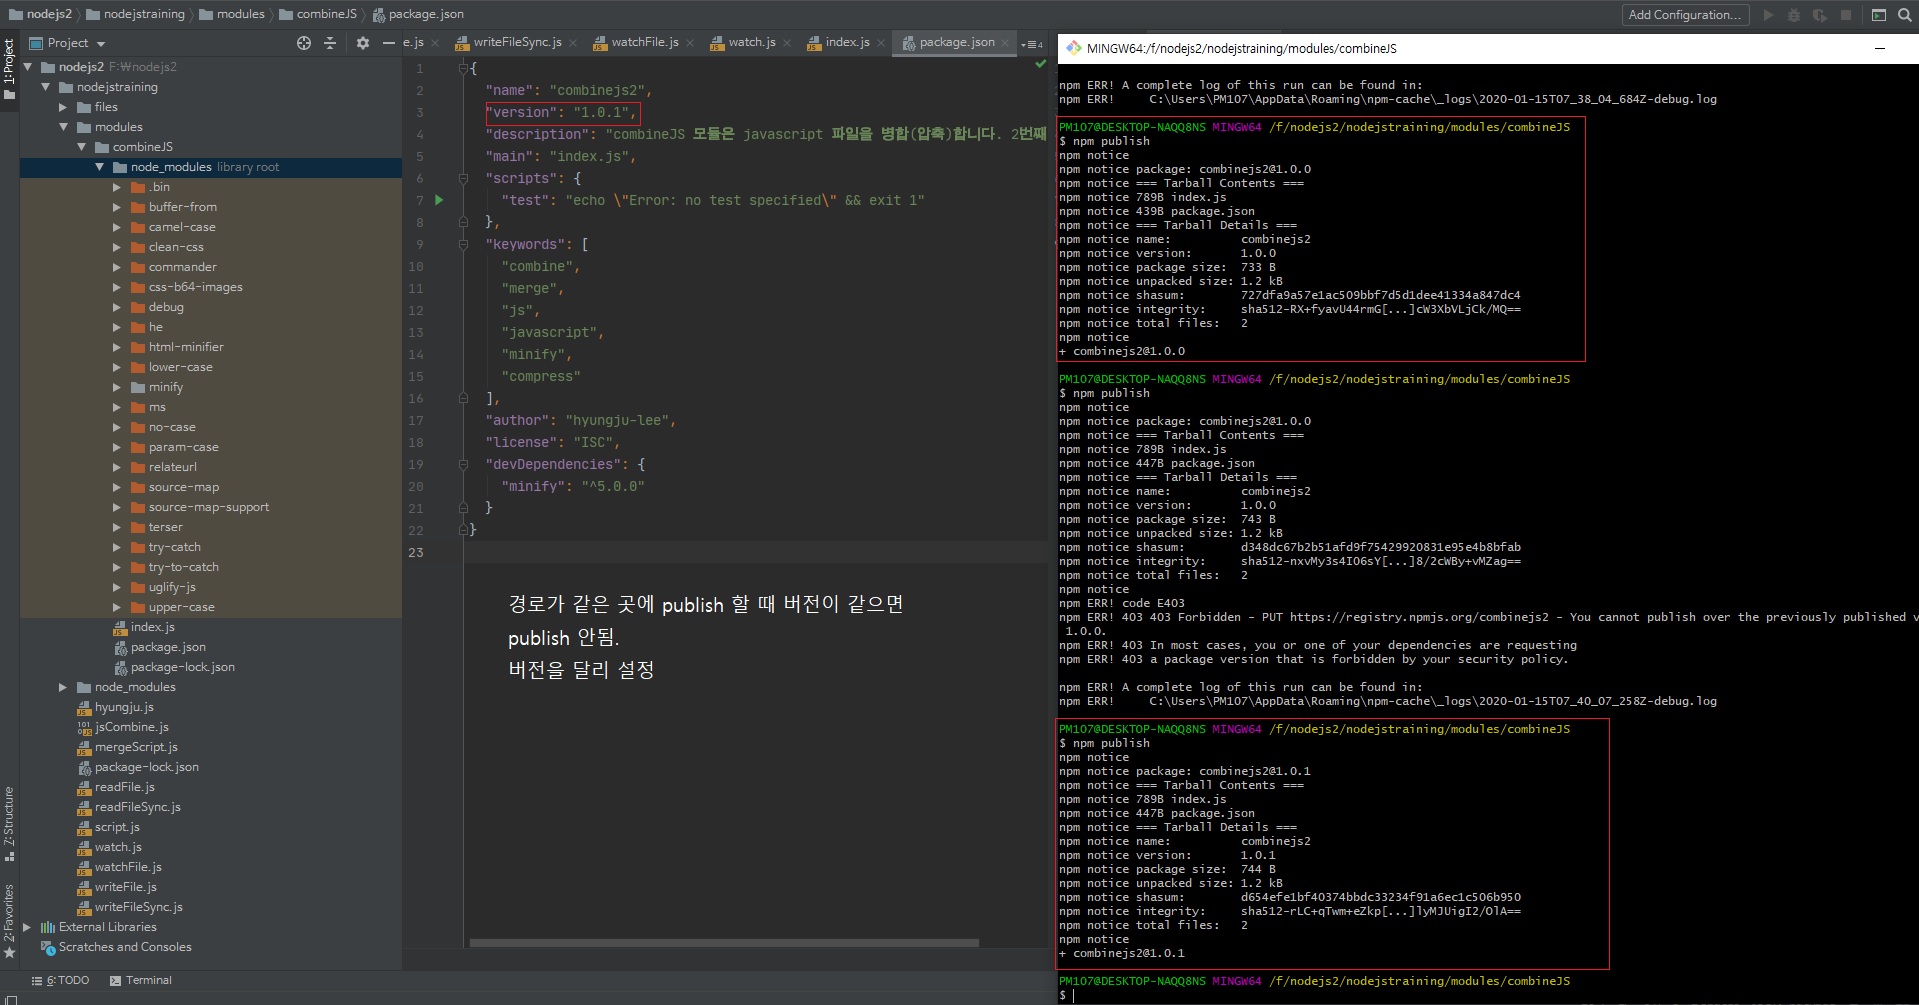 nodejs2 nodejstraining modules combineJS package.json Add Configuration...
Project
e.js writeFileSync.js watchFile.js watch.js index.js package.json 4
1: Project
nodejs2 F:₩nodejs2
nodejstraining
files
modules
combineJS
node_modules library root
.bin
buffer-from
camel-case
clean-css
commander
css-b64-images
debug
he
html-minifier
lower-case
minify
ms
no-case
param-case
relateurl
source-map
source-map-support
terser
try-catch
try-to-catch
uglify-js
upper-case
index.js
package.json
package-lock.json
node_modules
hyungju.js
jsCombine.js
mergeScript.js
package-lock.json
readFile.js
readFileSync.js
script.js
watch.js
watchFile.js
writeFile.js
writeFileSync.js
External Libraries
Scratches and Consoles
7: Structure
2: Favorites
6: TODO Terminal
1 {
2 "name": "combinejs2",
3 "version": "1.0.1",
4 "description": "combineJS 모듈은 javascript 파일을 병합(압축)합니다. 2번째
5 "main": "index.js",
6 "scripts": {
7 "test": "echo \"Error: no test specified\" && exit 1"
8 },
9 "keywords": [
10 "combine",
11 "merge",
12 "js",
13 "javascript",
14 "minify",
15 "compress"
16 ],
17 "author": "hyungju-lee",
18 "license": "ISC",
19 "devDependencies": {
20 "minify": "^5.0.0"
21 }
22 }
23
경로가 같은 곳에 publish 할 때 버전이 같으면
publish 안됨.
버전을 달리 설정
MINGW64:/f/nodejs2/nodejstraining/modules/combineJS
npm ERR! A complete log of this run can be found in:
npm ERR! C:\Users\PM107\AppData\Roaming\npm-cache\_logs\2020-01-15T07_38_04_684Z-debug.log
PM107@DESKTOP-NAQQ8NS MINGW64 /f/nodejs2/nodejstraining/modules/combineJS
$ npm publish
npm notice
npm notice package: combinejs2@1.0.0
npm notice === Tarball Contents ===
npm notice 789B index.js
npm notice 439B package.json
npm notice === Tarball Details ===
npm notice name: combinejs2
npm notice version: 1.0.0
npm notice package size: 733 B
npm notice unpacked size: 1.2 kB
npm notice shasum: 727dfa9a57e1ac509bbf7d5d1dee41334a847dc4
npm notice integrity: sha512-RX+fyavU44rmG[...]cW3XbVLjCk/MQ==
npm notice total files: 2
npm notice
+ combinejs2@1.0.0
PM107@DESKTOP-NAQQ8NS MINGW64 /f/nodejs2/nodejstraining/modules/combineJS
$ npm publish
npm notice
npm notice package: combinejs2@1.0.0
npm notice === Tarball Contents ===
npm notice 789B index.js
npm notice 447B package.json
npm notice === Tarball Details ===
npm notice name: combinejs2
npm notice version: 1.0.0
npm notice package size: 743 B
npm notice unpacked size: 1.2 kB
npm notice shasum: d348dc67b2b51afd9f75429920831e95e4b8bfab
npm notice integrity: sha512-nxvMy3s4IO6sY[...]8/2cWBy+vMZag==
npm notice total files: 2
npm notice
npm ERR! code E403
npm ERR! 403 403 Forbidden - PUT https://registry.npmjs.org/combinejs2 - You cannot publish over the previously published v
1.0.0.
npm ERR! 403 In most cases, you or one of your dependencies are requesting
npm ERR! 403 a package version that is forbidden by your security policy.
npm ERR! A complete log of this run can be found in:
npm ERR! C:\Users\PM107\AppData\Roaming\npm-cache\_logs\2020-01-15T07_40_07_258Z-debug.log
PM107@DESKTOP-NAQQ8NS MINGW64 /f/nodejs2/nodejstraining/modules/combineJS
$ npm publish
npm notice
npm notice package: combinejs2@1.0.1
npm notice === Tarball Contents ===
npm notice 789B index.js
npm notice 447B package.json
npm notice === Tarball Details ===
npm notice name: combinejs2
npm notice version: 1.0.1
npm notice package size: 744 B
npm notice unpacked size: 1.2 kB
npm notice shasum: d654efe1bf40374bbdc33234f91a6ec1c506b950
npm notice integrity: sha512-rLC+qTwm+eZkp[...]lyMJUigI2/OlA==
npm notice total files: 2
npm notice
+ combinejs2@1.0.1
PM107@DESKTOP-NAQQ8NS MINGW64 /f/nodejs2/nodejstraining/modules/combineJS
$